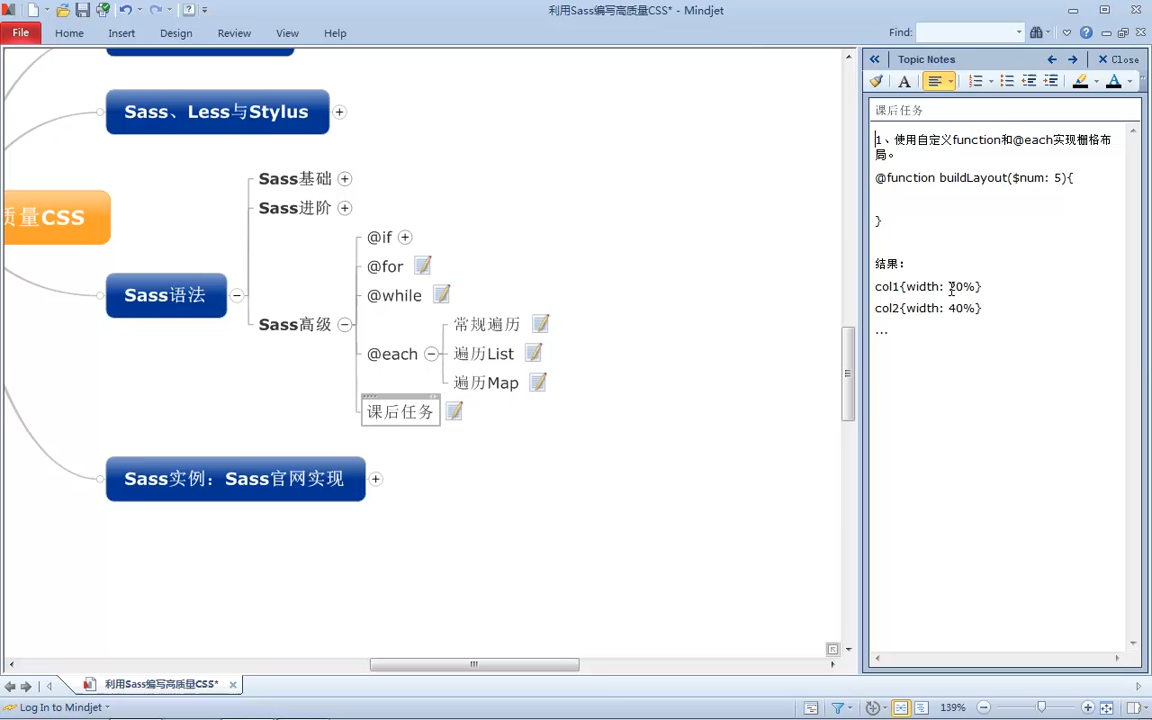 利用Sass编写高质量CSS* - Mindjet
File Home Insert Design Review View Help Find:
Topic Notes Close
课后任务
1、使用自定义function和@each实现栅格布
局。
@function buildLayout($num: 5){
}
结果:
col1{width: 20%}
col2{width: 40%}
...
Sass、Less与Stylus
质量CSS
Sass语法
Sass基础
Sass进阶
Sass高级
@if
@for
@while
@each
常规遍历
遍历List
遍历Map
课后任务
Sass实例：Sass官网实现
利用Sass编写高质量CSS*
Log In to Mindjet
139%